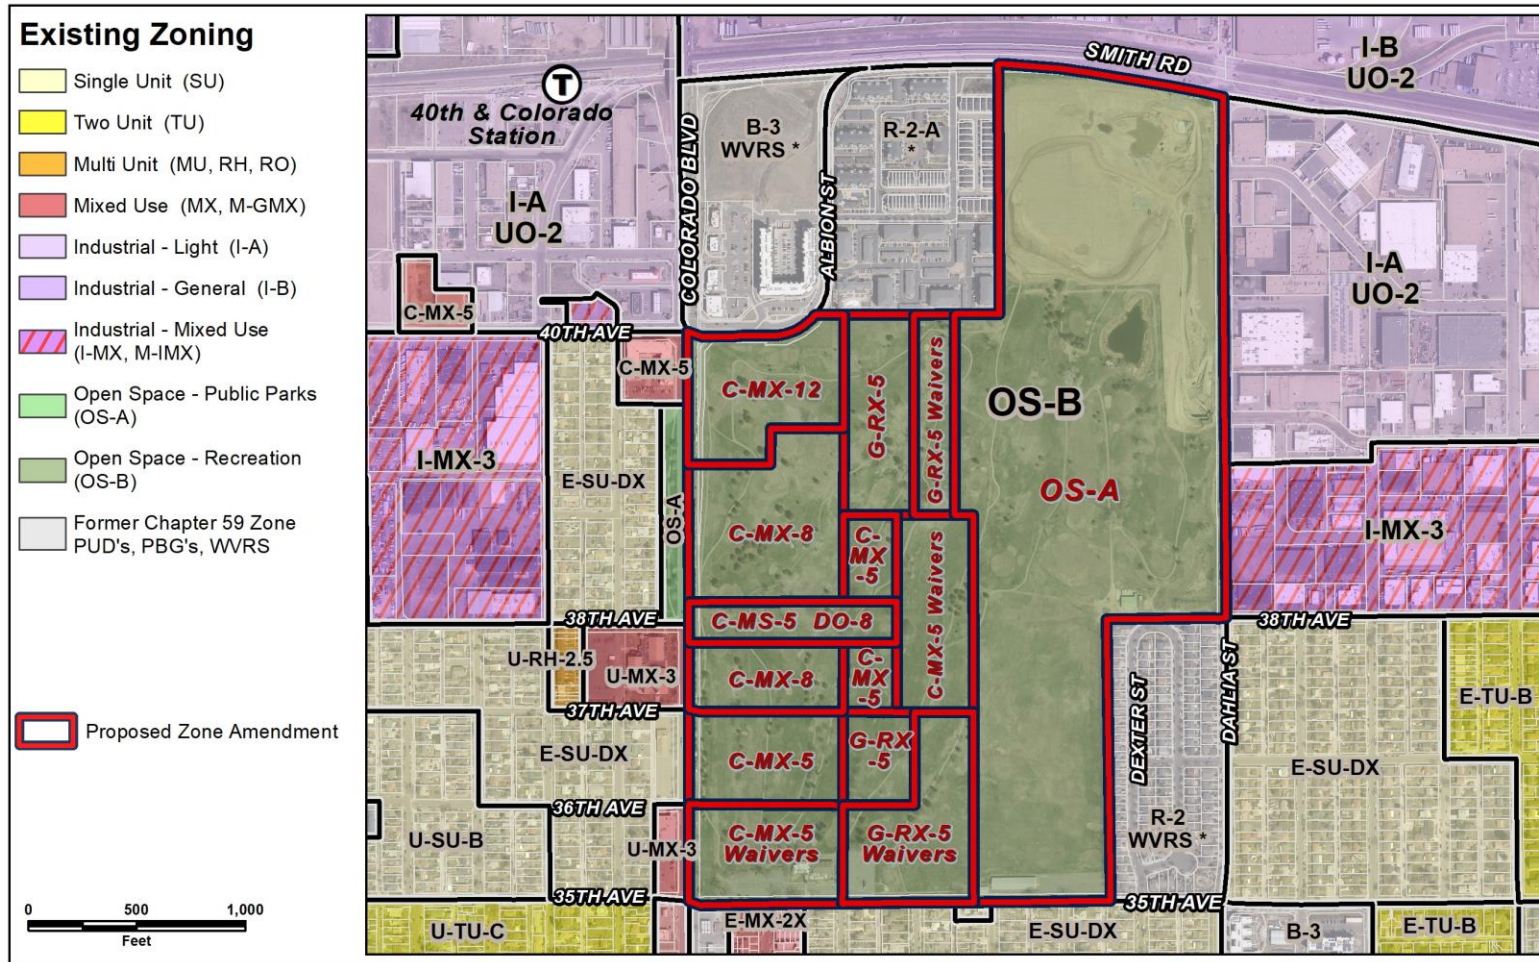 Existing Zoning
Single Unit (SU)
Two Unit (TU)
Multi Unit (MU, RH, RO)
Mixed Use (MX, M-GMX)
Industrial - Light (I-A)
Industrial - General (I-B)
Industrial - Mixed Use
(I-MX, M-IMX)
Open Space - Public Parks
(OS-A)
Open Space - Recreation
(OS-B)
Former Chapter 59 Zone
PUD's, PBG's, WVRS
Proposed Zone Amendment
0 500 1,000
Feet
T
40th & Colorado
Station
I-A
UO-2
C-MX-5
40TH AVE
COLORADO BLVD
B-3
WVRS *
ALBION ST
R-2-A
*
SMITH RD
I-B
UO-2
I-A
UO-2
C-MX-5
I-MX-3
E-SU-DX
OS-A
C-MX-12
G-RX-5
G-RX-5 Waivers
OS-B
OS-A
I-MX-3
C-MX-8
C-
MX
-5
C-MX-5 Waivers
38TH AVE
C-MS-5 DO-8
38TH AVE
U-RH-2.5
U-MX-3
C-MX-8
C-
MX
-5
37TH AVE
E-SU-DX
C-MX-5
G-RX
-5
DEXTER ST
DAHLIA ST
E-TU-B
E-SU-DX
36TH AVE
U-SU-B
U-MX-3
C-MX-5
Waivers
G-RX-5
Waivers
R-2
WVRS *
35TH AVE
35TH AVE
U-TU-C
E-MX-2X
E-SU-DX
B-3
E-TU-B